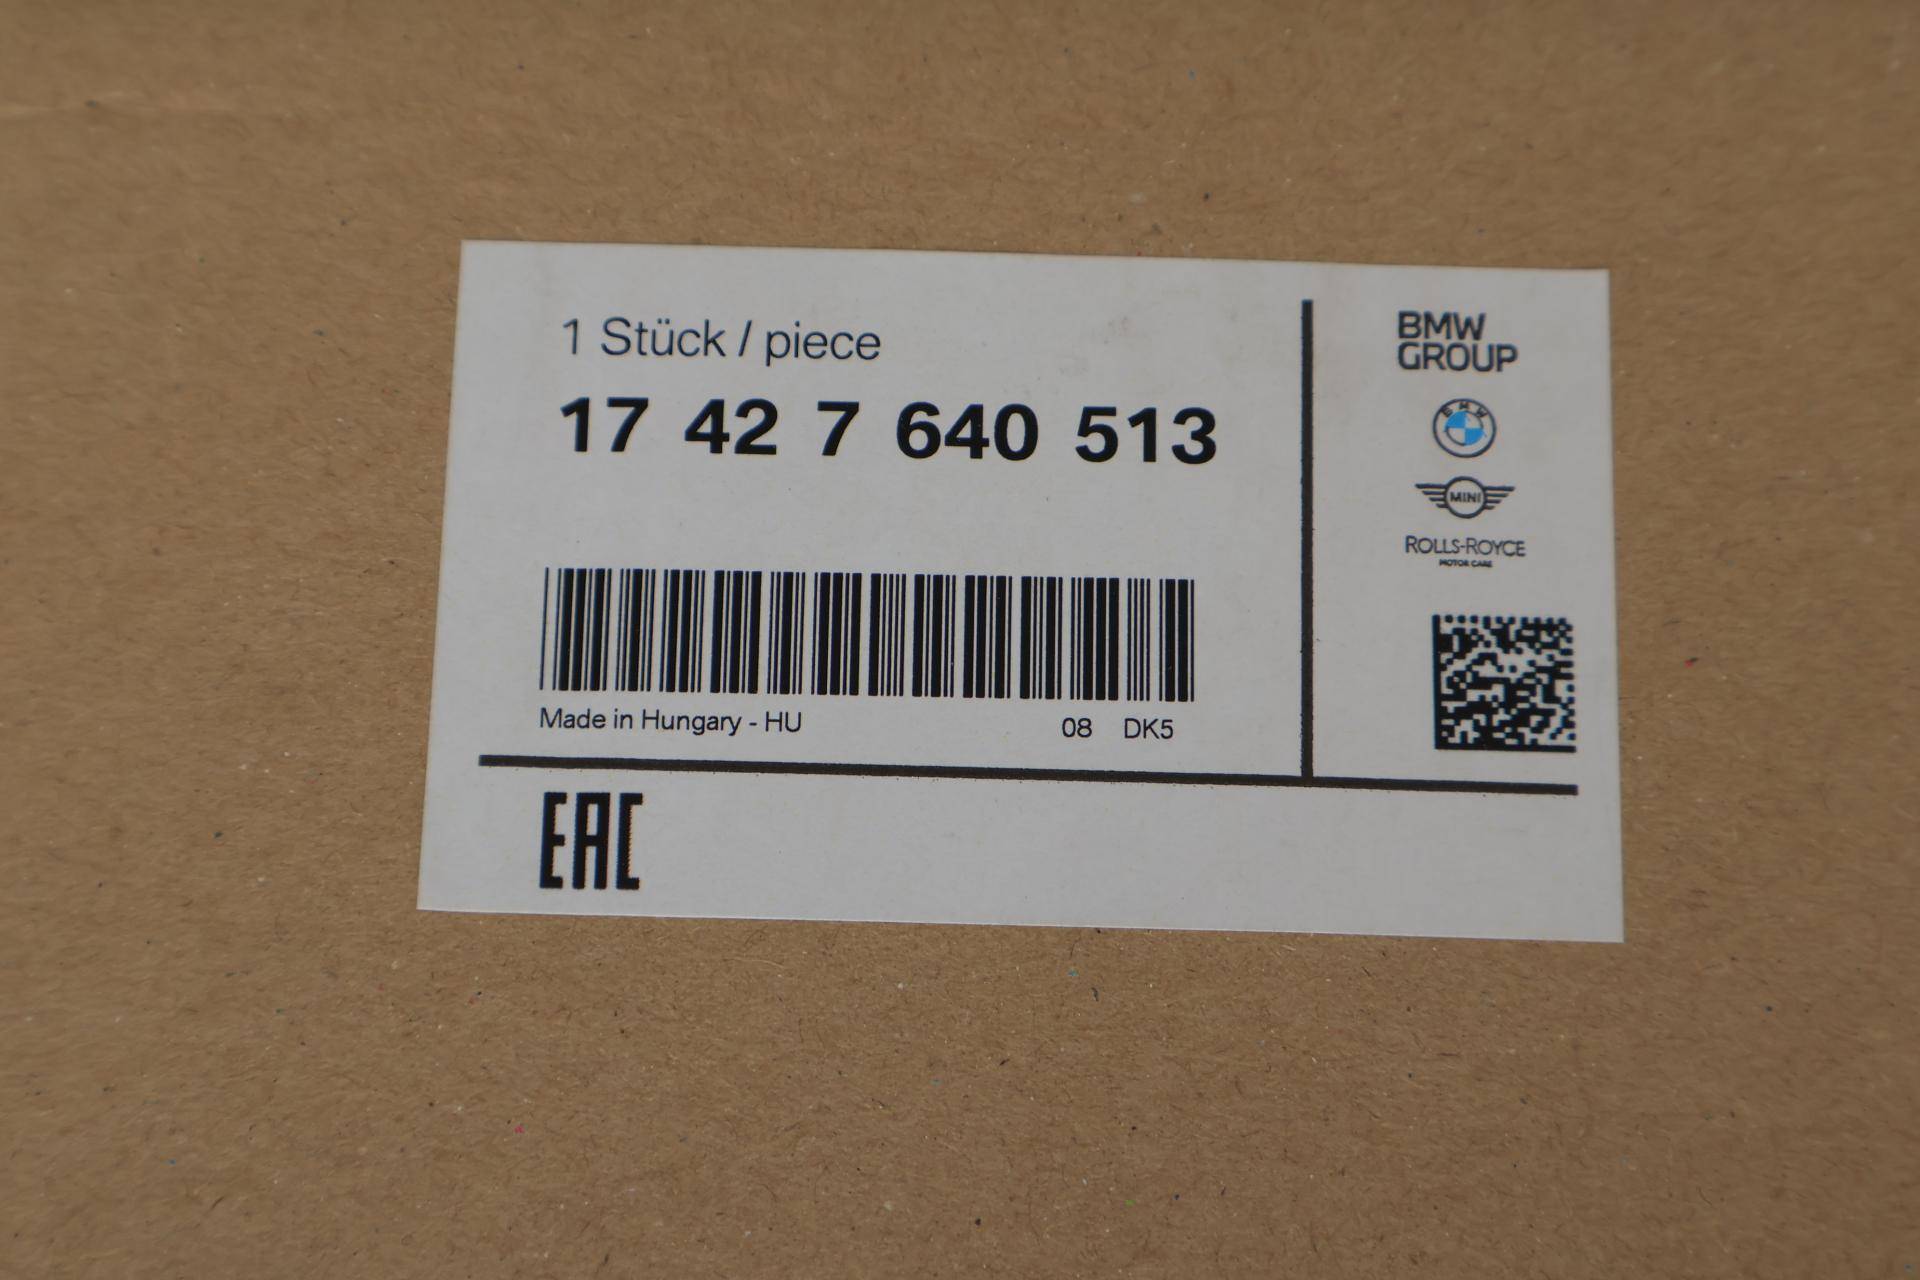 1 Stück / piece
17 42 7 640 513
Made in Hungary - HU
08 DK5
EAC
BMW
GROUP
BMW
MINI
ROLLS-ROYCE
MOTOR CARS